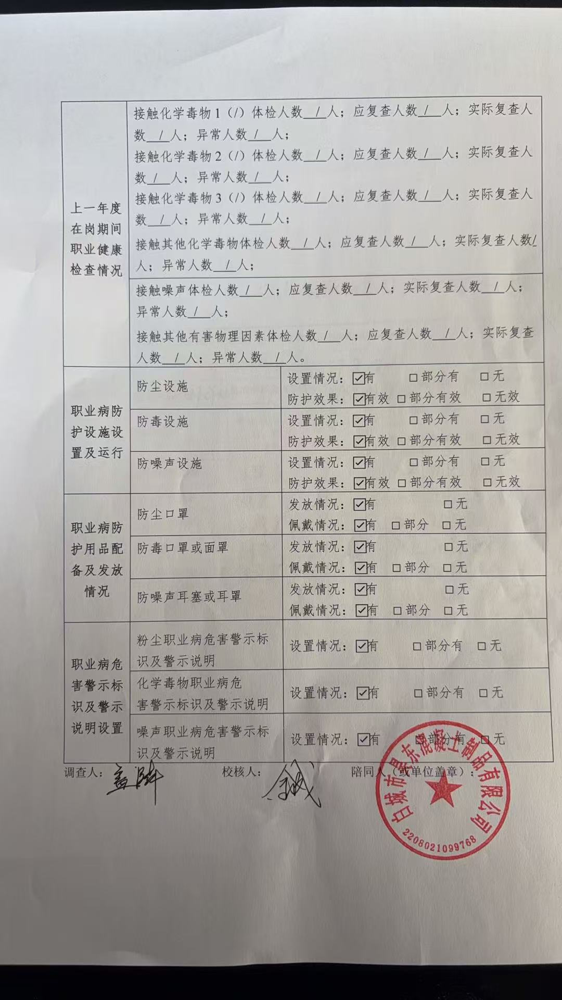 接触化学毒物1（/）体检人数 / 人；应复查人数 / 人；实际复查人
数 / 人；异常人数 / 人；
接触化学毒物2（/）体检人数 / 人；应复查人数 / 人；实际复查人
数 / 人；异常人数 / 人；
接触化学毒物3（/）体检人数 / 人；应复查人数 / 人；实际复查人
数 / 人；异常人数 / 人；
接触其他化学毒物体检人数 / 人；应复查人数 / 人；实际复查人数/
人；异常人数 / 人；
上一年度
在岗期间
职业健康
检查情况
接触噪声体检人数 / 人；应复查人数 / 人；实际复查人数 / 人；
异常人数 / 人；
接触其他有害物理因素体检人数 / 人；应复查人数 / 人；实际复查
人数 / 人；异常人数 / 人。
职业病防
护设施设
置及运行
防尘设施
设置情况：☑有 □部分有 □无
防护效果：☑有效 □部分有效 □无效
防毒设施
设置情况：☑有 □部分有 □无
防护效果：☑有效 □部分有效 □无效
防噪声设施
设置情况：☑有 □部分有 □无
防护效果：☑有效 □部分有效 □无效
职业病防
护用品配
备及发放
情况
防尘口罩
发放情况：☑有 □无
佩戴情况：☑有 □部分 □无
防毒口罩或面罩
发放情况：☑有 □无
佩戴情况：☑有 □部分 □无
防噪声耳塞或耳罩
发放情况：☑有 □无
佩戴情况：☑有 □部分 □无
职业病危
害警示标
识及警示
说明设置
粉尘职业病危害警示标
识及警示说明
设置情况：☑有 □部分有 □无
化学毒物职业病危
害警示标识及警示说明
设置情况：☑有 □部分有 □无
噪声职业病危害警示标
识及警示说明
设置情况：☑有 □部分有 □无
调查人： 校核人： 陪同人（或单位盖章）：
白城市昊东混凝土制品有限公司
2208021099768